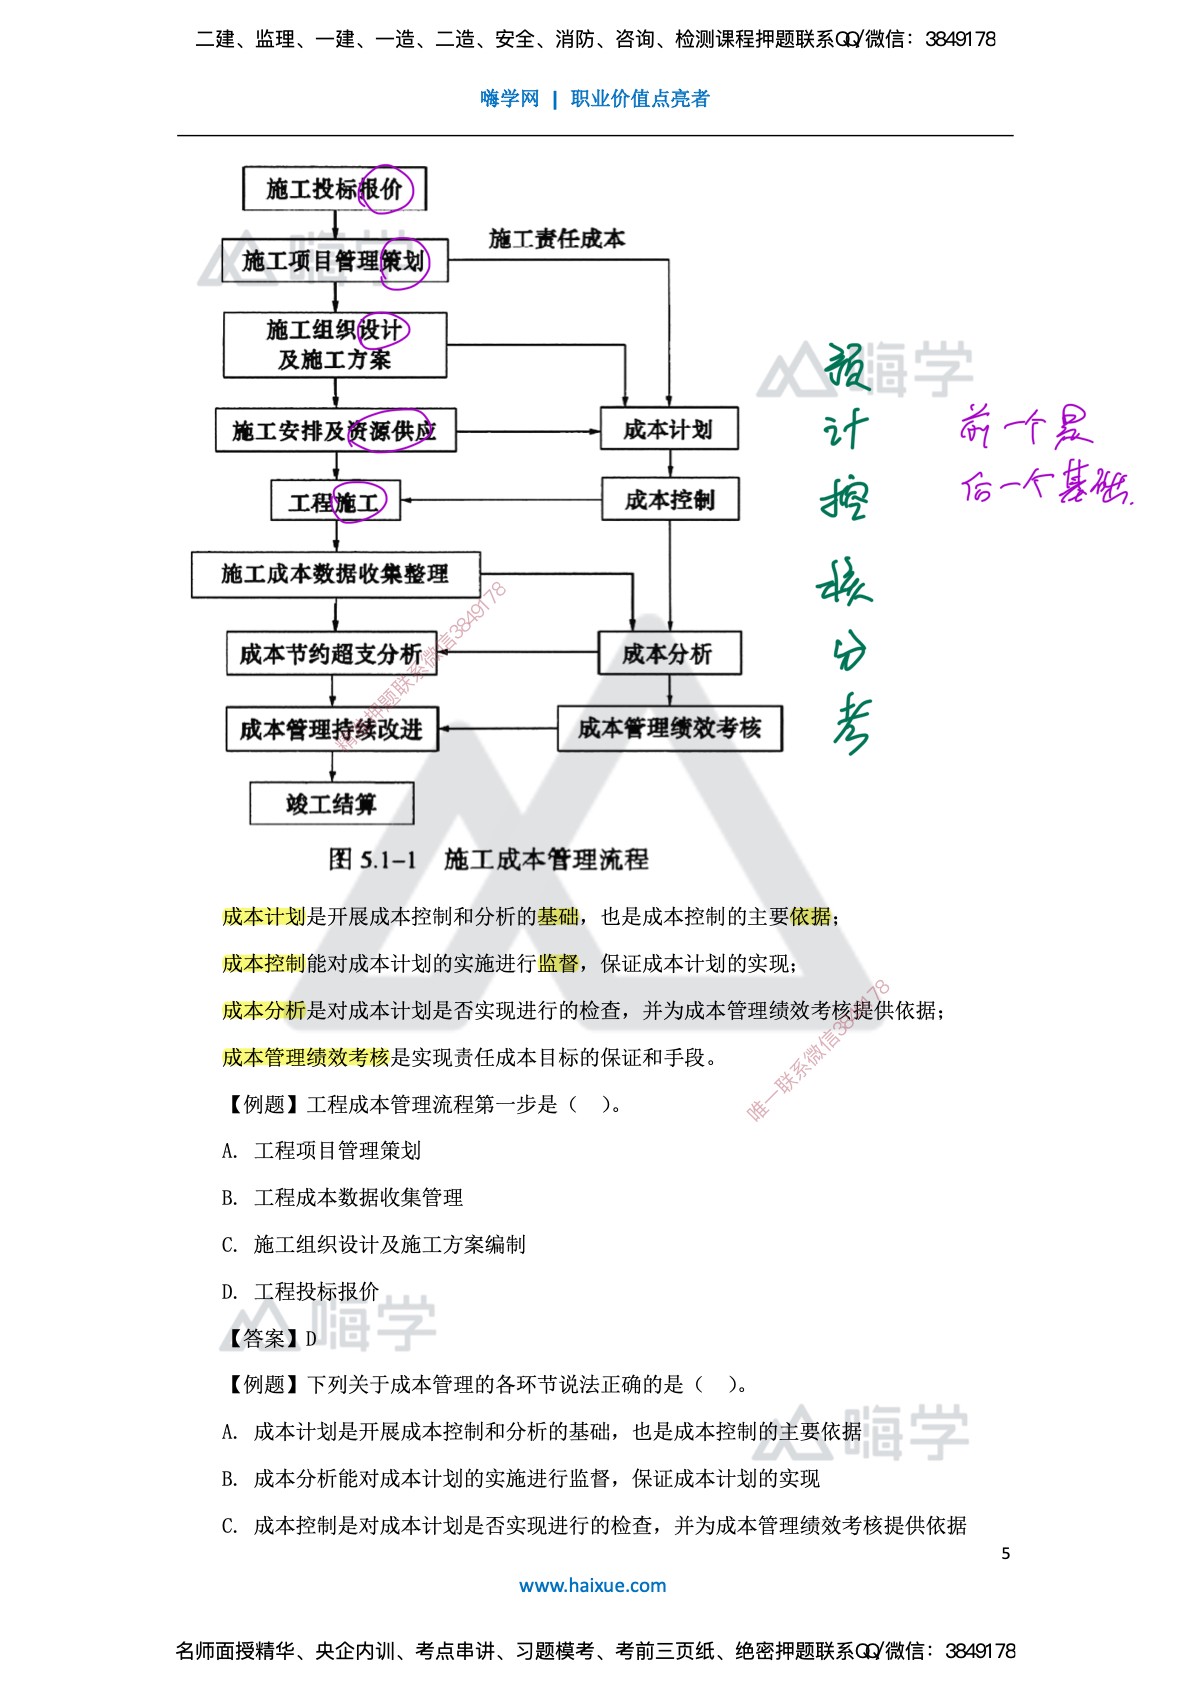 二建、监理、一建、一造、二造、安全、消防、咨询、检测课程押题联系QQ/微信：3849178
嗨学网 | 职业价值点亮者
施工投标报价
施工责任成本
嗨学
施工项目管理策划
施工组织设计
及施工方案
预
嗨学
施工安排及资源供应
成本计划
计
前一个是
后一个基础.
工程施工
成本控制
控
施工成本数据收集整理
核
精准押题联系微信3849178
成本节约超支分析
成本分析
分
成本管理持续改进
成本管理绩效考核
考
竣工结算
图 5.1-1 施工成本管理流程
成本计划是开展成本控制和分析的基础，也是成本控制的主要依据；
成本控制能对成本计划的实施进行监督，保证成本计划的实现；
成本分析是对成本计划是否实现进行的检查，并为成本管理绩效考核提供依据；
成本管理绩效考核是实现责任成本目标的保证和手段。
唯一联系微信3849178
【例题】工程成本管理流程第一步是（ ）。
A. 工程项目管理策划
B. 工程成本数据收集管理
C. 施工组织设计及施工方案编制
D. 工程投标报价
嗨学
【答案】D
【例题】下列关于成本管理的各环节说法正确的是（ ）。
A. 成本计划是开展成本控制和分析的基础，也是成本控制的主要依据
嗨学
B. 成本分析能对成本计划的实施进行监督，保证成本计划的实现
C. 成本控制是对成本计划是否实现进行的检查，并为成本管理绩效考核提供依据
5
www.haixue.com
名师面授精华、央企内训、考点串讲、习题模考、考前三页纸、绝密押题联系QQ/微信：3849178